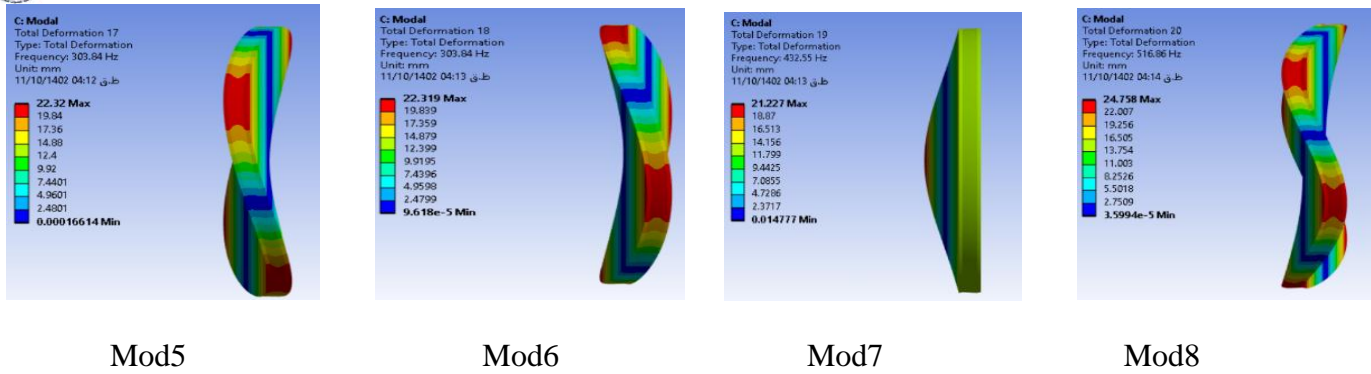 C: Modal
Total Deformation 17
Type: Total Deformation
Frequency: 303.84 Hz
Unit: mm
11/10/1402 04:12 ظ.ق
22.32 Max
19.84
17.36
14.88
12.4
9.92
7.4401
4.9601
2.4801
0.00016614 Min
C: Modal
Total Deformation 18
Type: Total Deformation
Frequency: 303.84 Hz
Unit: mm
11/10/1402 04:13 ظ.ق
22.319 Max
19.839
17.359
14.879
12.399
9.9195
7.4396
4.9598
2.4799
9.618e-5 Min
C: Modal
Total Deformation 19
Type: Total Deformation
Frequency: 432.55 Hz
Unit: mm
11/10/1402 04:13 ظ.ق
21.227 Max
18.87
16.513
14.156
11.799
9.4425
7.0855
4.7286
2.3717
0.014777 Min
C: Modal
Total Deformation 20
Type: Total Deformation
Frequency: 516.86 Hz
Unit: mm
11/10/1402 04:14 ظ.ق
24.758 Max
22.007
19.256
16.505
13.754
11.003
8.2526
5.5018
2.7509
3.5994e-5 Min
Mod5
Mod6
Mod7
Mod8